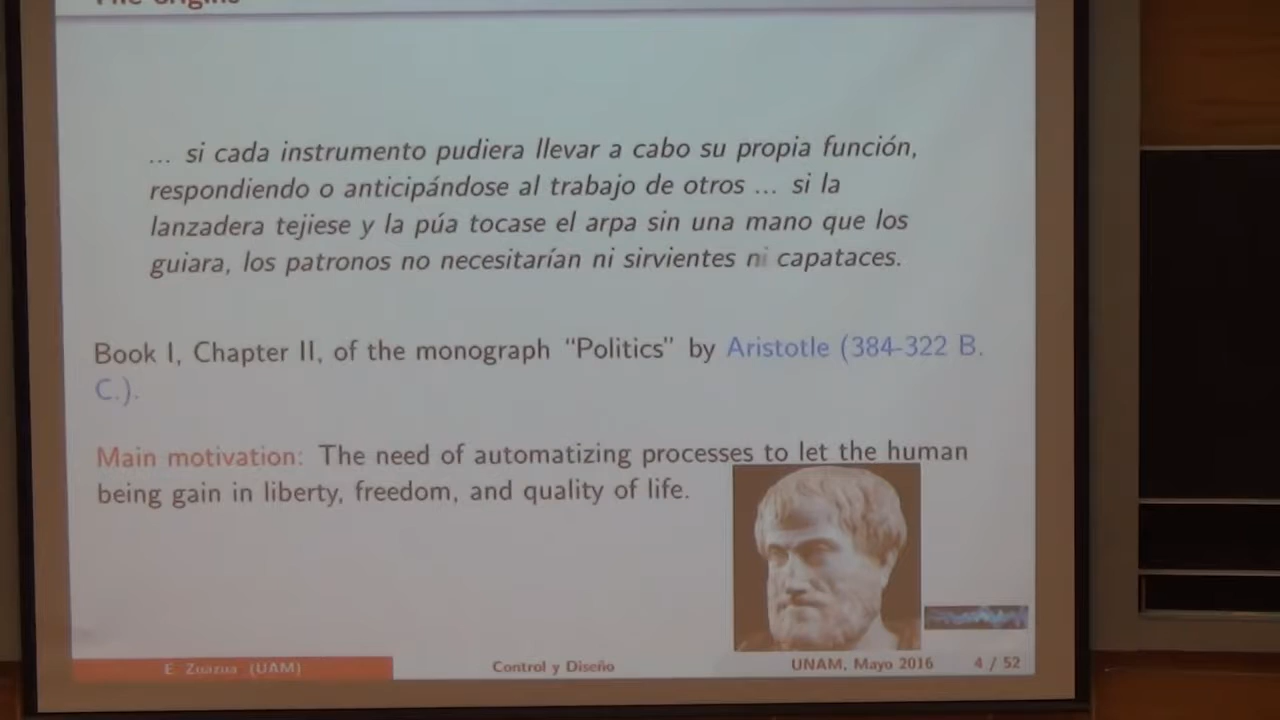 The origins
... si cada instrumento pudiera llevar a cabo su propia función,
respondiendo o anticipándose al trabajo de otros ... si la
lanzadera tejiese y la púa tocase el arpa sin una mano que los
guiara, los patronos no necesitarían ni sirvientes ni capataces.
Book I, Chapter II, of the monograph “Politics” by Aristotle (384-322 B.
C.).
Main motivation: The need of automatizing processes to let the human
being gain in liberty, freedom, and quality of life.
E. Zuazua (UAM) Control y Diseño UNAM, Mayo 2016 4 / 52